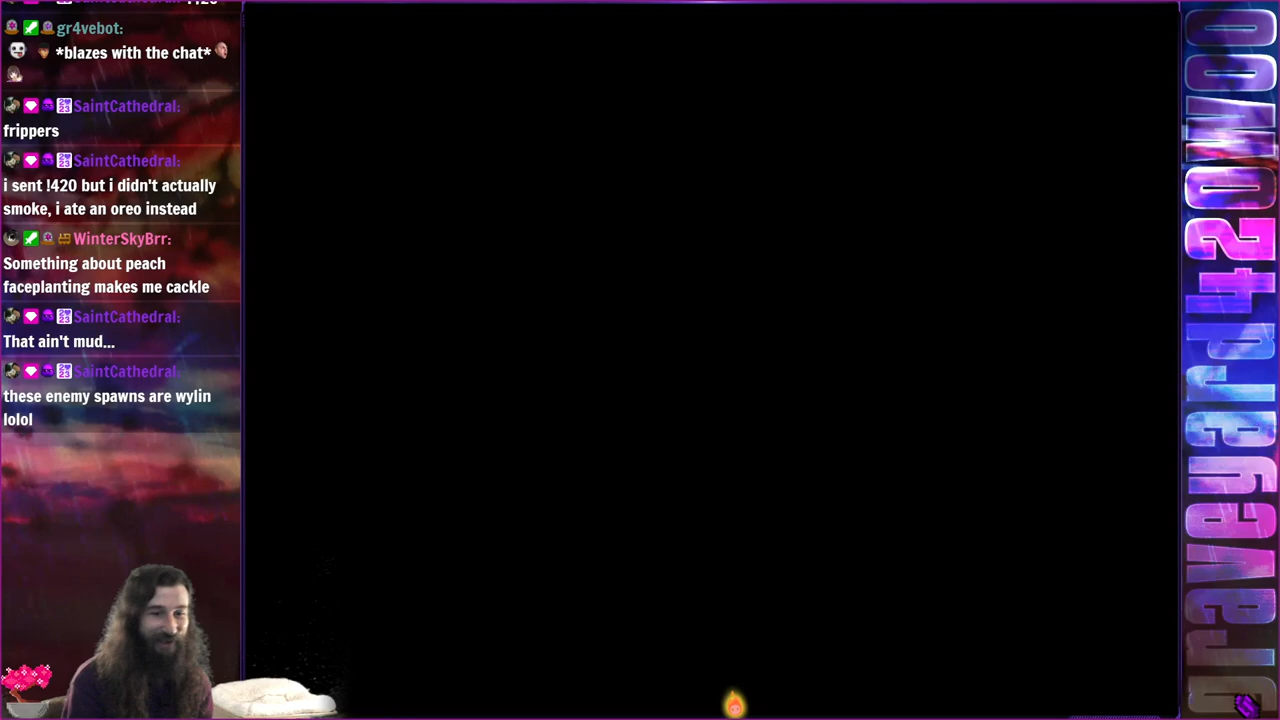 gr4vebot:
*blazes with the chat*
SaintCathedral:
frippers
SaintCathedral:
i sent !420 but i didn't actually
smoke, i ate an oreo instead
WinterSkyBrr:
Something about peach
faceplanting makes me cackle
SaintCathedral:
That ain't mud...
SaintCathedral:
these enemy spawns are wylin
lolol